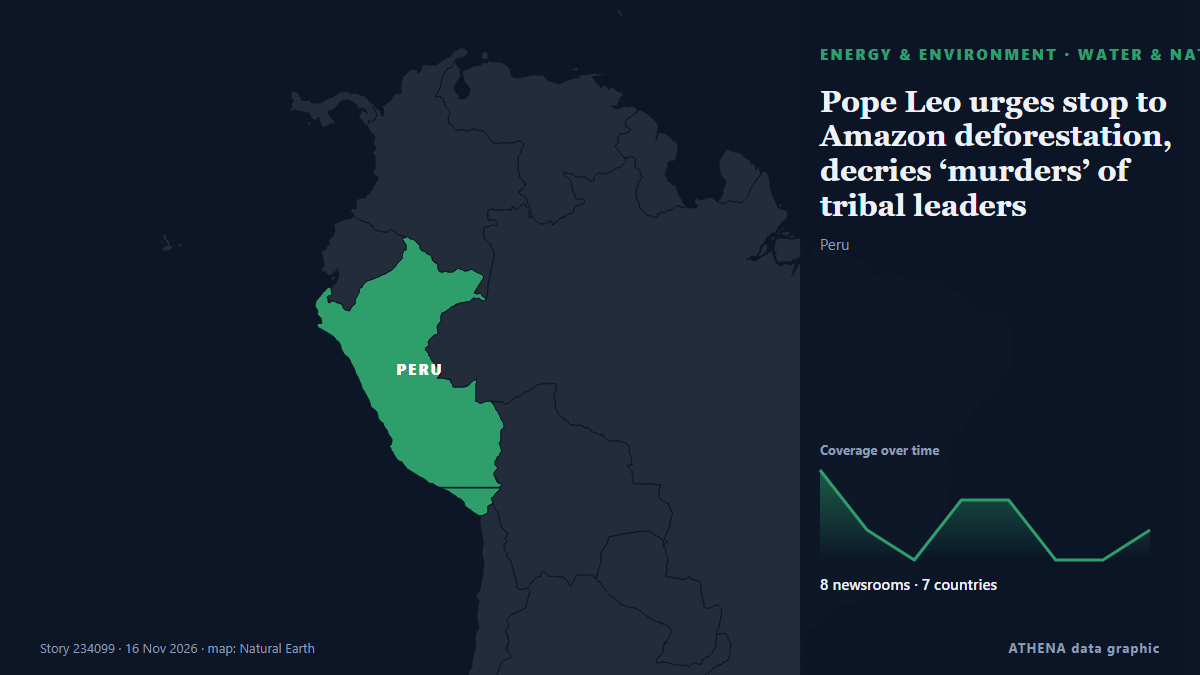 ENERGY & ENVIRONMENT · WATER & NAT
Pope Leo urges stop to
Amazon deforestation,
decries ‘murders’ of
tribal leaders
Peru
PERU
Coverage over time
8 newsrooms · 7 countries
Story 234099 · 16 Nov 2026 · map: Natural Earth
ATHENA data graphic